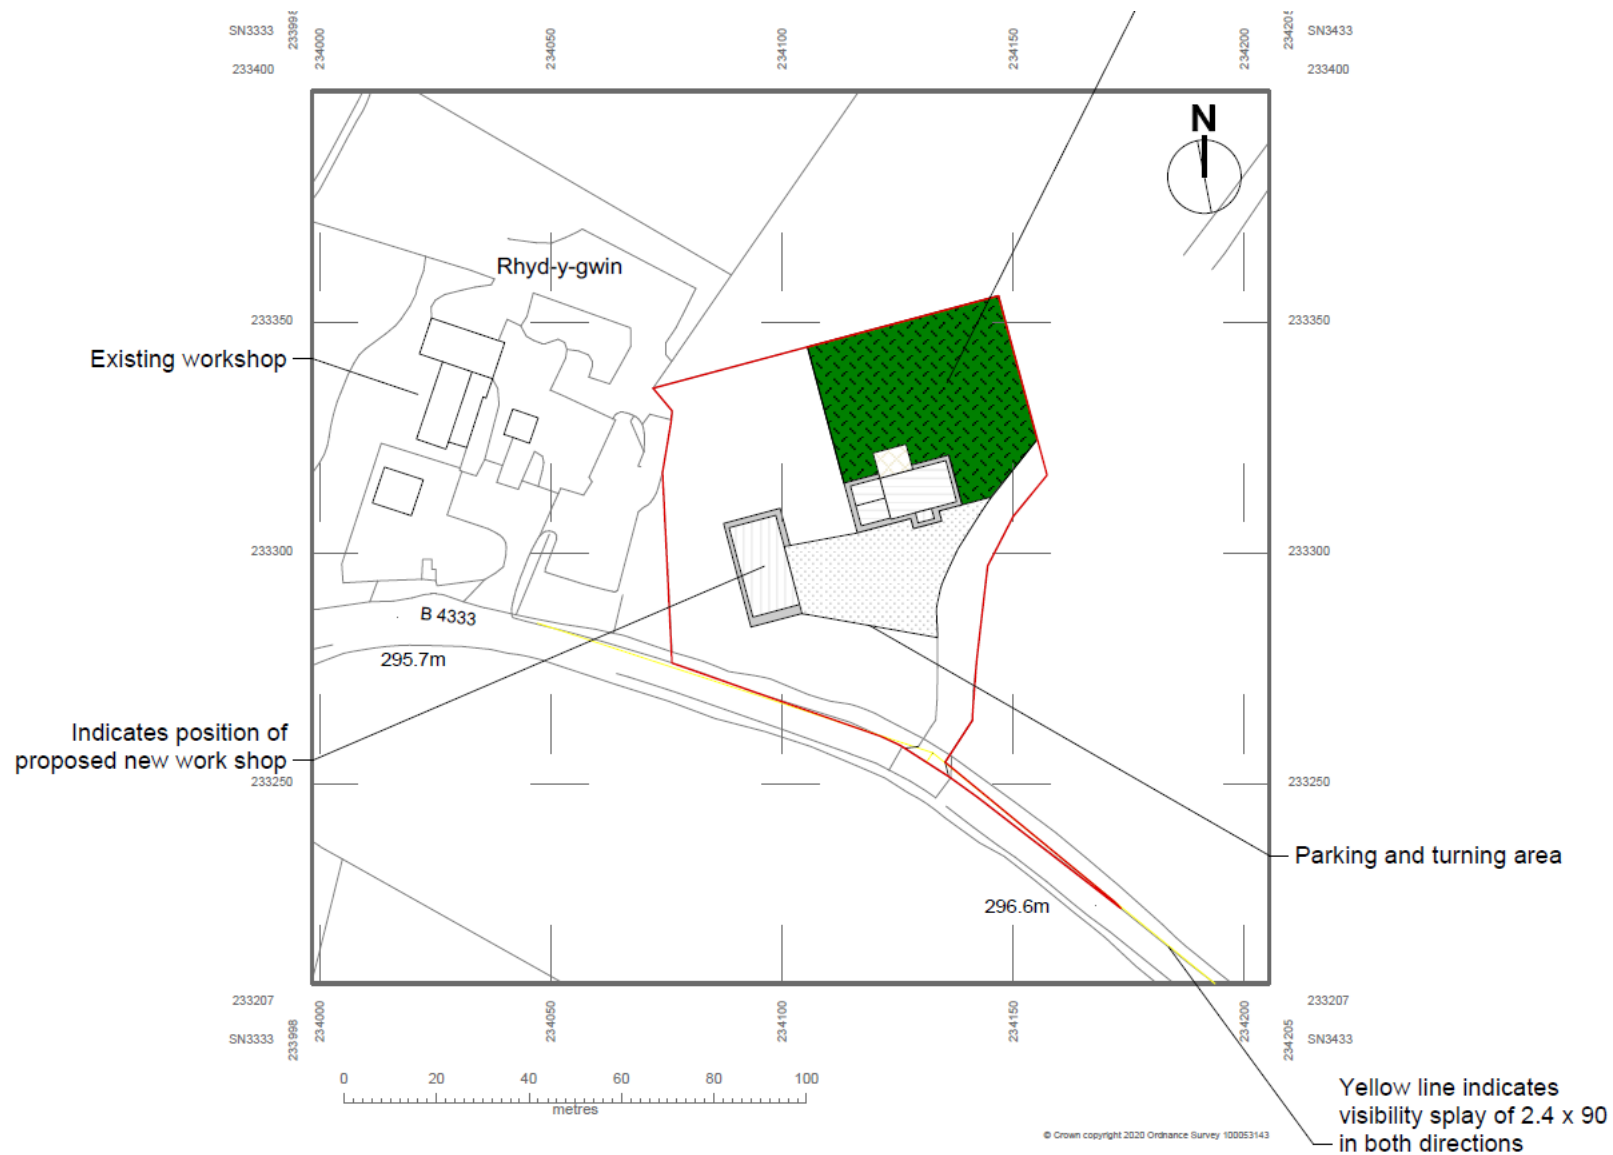 SN3333
233998
234000
234050
234100
234150
234200
234205
SN3433
233400
233400
N
Rhyd-y-gwin
233350
233350
Existing workshop
233300
233300
B 4333
295.7m
Indicates position of
proposed new work shop
233250
233250
Parking and turning area
296.6m
233207
233207
SN3333
233998
234000
234050
234100
234150
234200
234205
SN3433
0 20 40 60 80 100
metres
Yellow line indicates
visibility splay of 2.4 x 90
in both directions
© Crown copyright 2020 Ordnance Survey 100053143